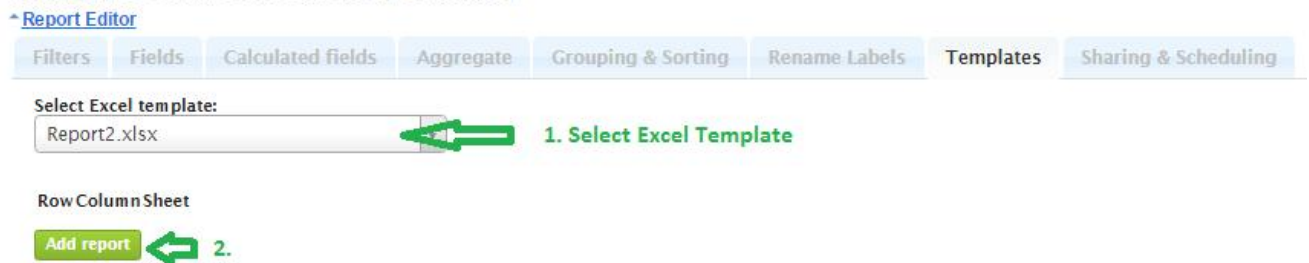 Report Editor
Filters Fields Calculated fields Aggregate Grouping & Sorting Rename Labels Templates Sharing & Scheduling
Select Excel template:
Report2.xlsx 1. Select Excel Template
Row Column Sheet
Add report 2.